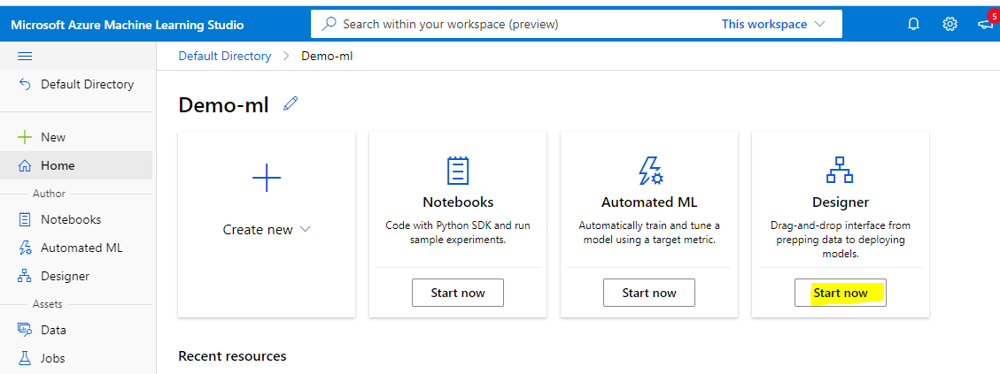 Microsoft Azure Machine Learning Studio
Search within your workspace (preview)
This workspace
5
Default Directory
Demo-ml
Default Directory
New
Home
Author
Notebooks
Automated ML
Designer
Assets
Data
Jobs
Demo-ml
Create new
Notebooks
Code with Python SDK and run
sample experiments.
Start now
Automated ML
Automatically train and tune a
model using a target metric.
Start now
Designer
Drag-and-drop interface from
prepping data to deploying
models.
Start now
Recent resources